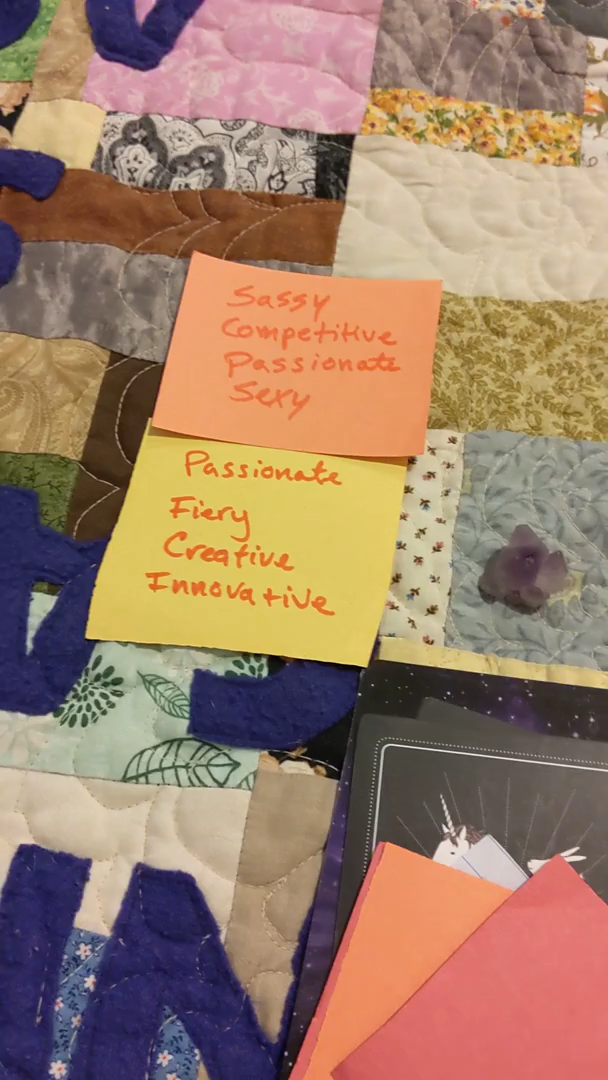 Sassy
Competitive
Passionate
Sexy
Passionate
Fiery
Creative
Innovative